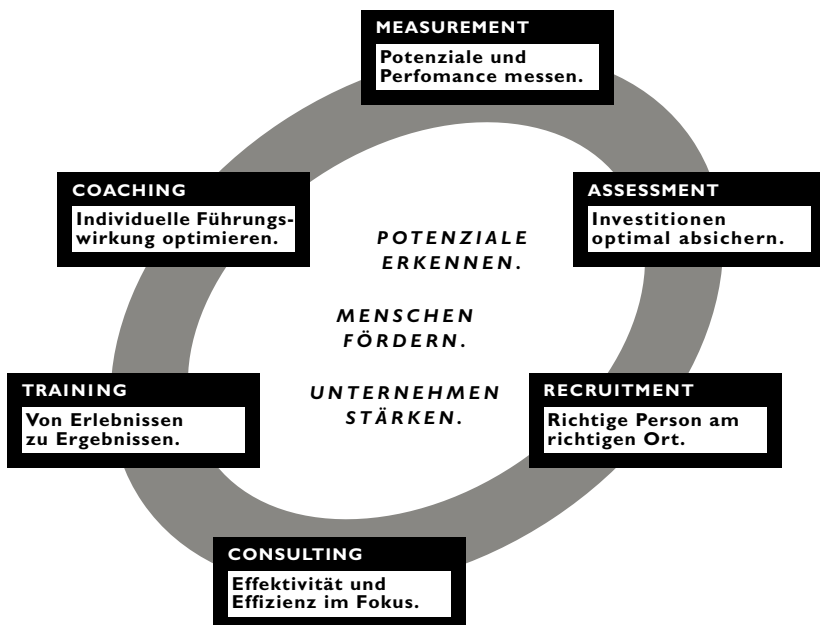 MEASUREMENT
Potenziale und
Perfomance messen.
COACHING
Individuelle Führungs-
wirkung optimieren.
ASSESSMENT
Investitionen
optimal absichern.
POTENZIALE
ERKENNEN.
MENSCHEN
FÖRDERN.
UNTERNEHMEN
STÄRKEN.
TRAINING
Von Erlebnissen
zu Ergebnissen.
RECRUITMENT
Richtige Person am
richtigen Ort.
CONSULTING
Effektivität und
Effizienz im Fokus.